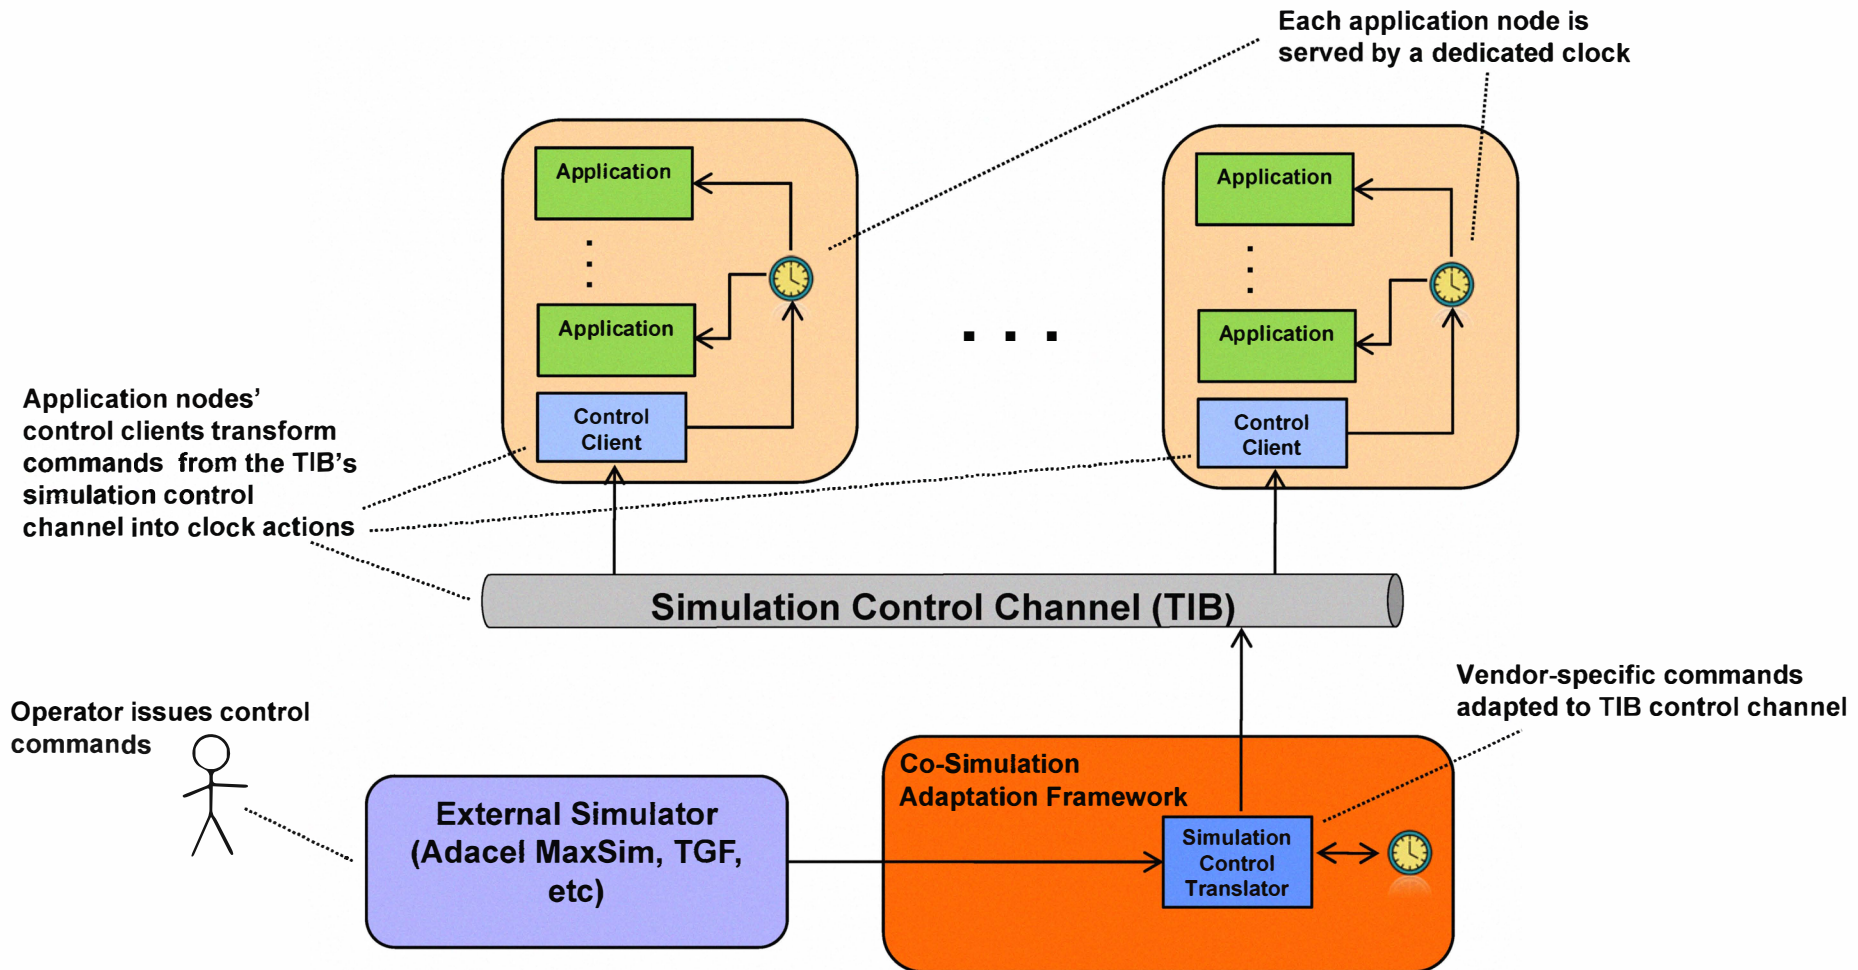 Each application node is
served by a dedicated clock
Application
Application
Control
Client
Application
Application
Control
Client
. . .
Application nodes’
control clients transform
commands from the TIB’s
simulation control
channel into clock actions
Simulation Control Channel (TIB)
Operator issues control
commands
External Simulator
(Adacel MaxSim, TGF,
etc)
Co-Simulation
Adaptation Framework
Simulation
Control
Translator
Vendor-specific commands
adapted to TIB control channel